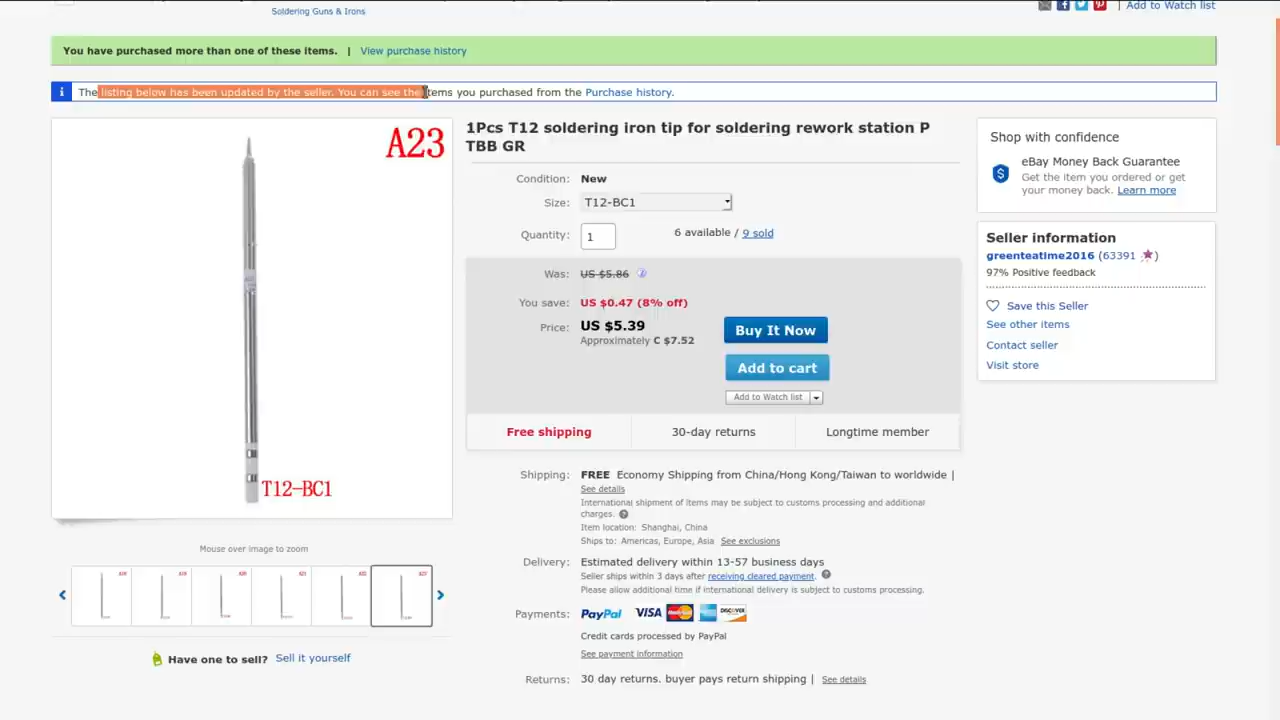 Soldering Guns & Irons
Add to Watch list
You have purchased more than one of these items. | View purchase history
i The listing below has been updated by the seller. You can see the items you purchased from the Purchase history.
A23
T12-BC1
Mouse over image to zoom
Have one to sell? Sell it yourself
1Pcs T12 soldering iron tip for soldering rework station P
TBB GR
Condition: New
Size: T12-BC1
Quantity: 1 6 available / 9 sold
Was: US $5.86
You save: US $0.47 (8% off)
Price: US $5.39
Approximately C $7.52
Buy It Now
Add to cart
Add to Watch list
Free shipping 30-day returns Longtime member
Shipping: FREE Economy Shipping from China/Hong Kong/Taiwan to worldwide |
See details
International shipment of items may be subject to customs processing and additional
charges.
Item location: Shanghai, China
Ships to: Americas, Europe, Asia See exclusions
Delivery: Estimated delivery within 13-57 business days
Seller ships within 3 days after receiving cleared payment.
Please allow additional time if international delivery is subject to customs processing.
Payments: PayPal VISA MasterCard DISCOVER
Credit cards processed by PayPal
See payment information
Returns: 30 day returns. buyer pays return shipping | See details
Shop with confidence
eBay Money Back Guarantee
Get the item you ordered or get
your money back. Learn more
Seller information
greenteatime2016 (63391)
97% Positive feedback
Save this Seller
See other items
Contact seller
Visit store